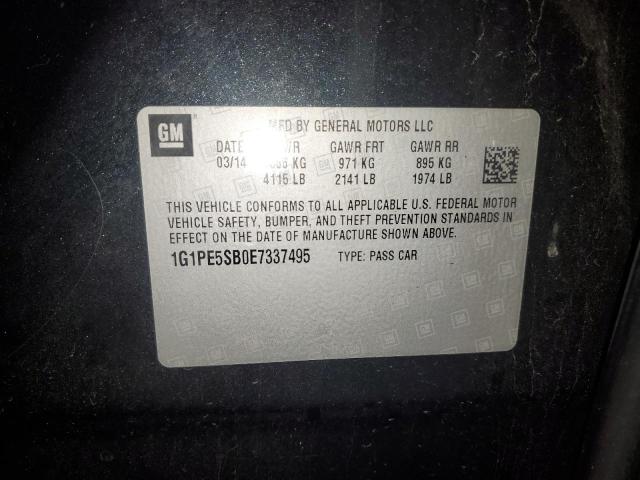 GM
MFD BY GENERAL MOTORS LLC
DATE GAWR FRT GAWR RR
03/14 KG 971 KG 895 KG
4115 LB 2141 LB 1974 LB
THIS VEHICLE CONFORMS TO ALL APPLICABLE U.S. FEDERAL MOTOR
VEHICLE SAFETY, BUMPER, AND THEFT PREVENTION STANDARDS IN
EFFECT ON THE DATE OF MANUFACTURE SHOWN ABOVE.
1G1PE5SB0E7337495 TYPE: PASS CAR